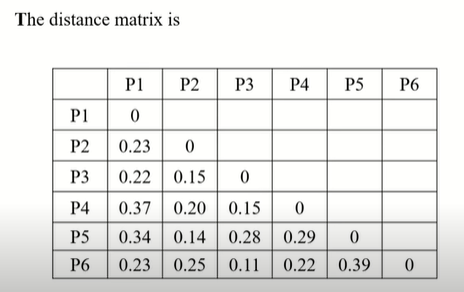 The distance matrix is
P1 P2 P3 P4 P5 P6
P1 0
P2 0.23 0
P3 0.22 0.15 0
P4 0.37 0.20 0.15 0
P5 0.34 0.14 0.28 0.29 0
P6 0.23 0.25 0.11 0.22 0.39 0